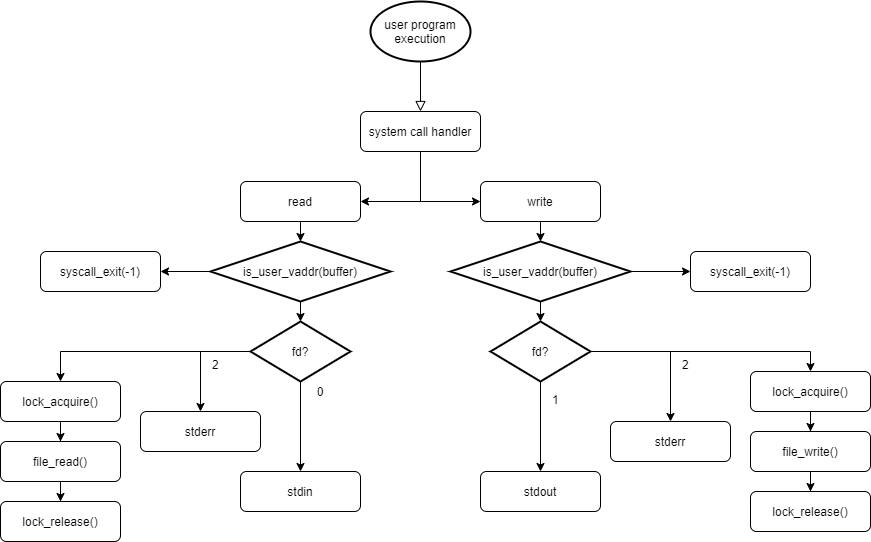 user program
execution
system call handler
read
write
syscall_exit(-1)
is_user_vaddr(buffer)
is_user_vaddr(buffer)
syscall_exit(-1)
fd?
fd?
2
2
0
1
lock_acquire()
lock_acquire()
stderr
stderr
file_read()
file_write()
stdin
stdout
lock_release()
lock_release()